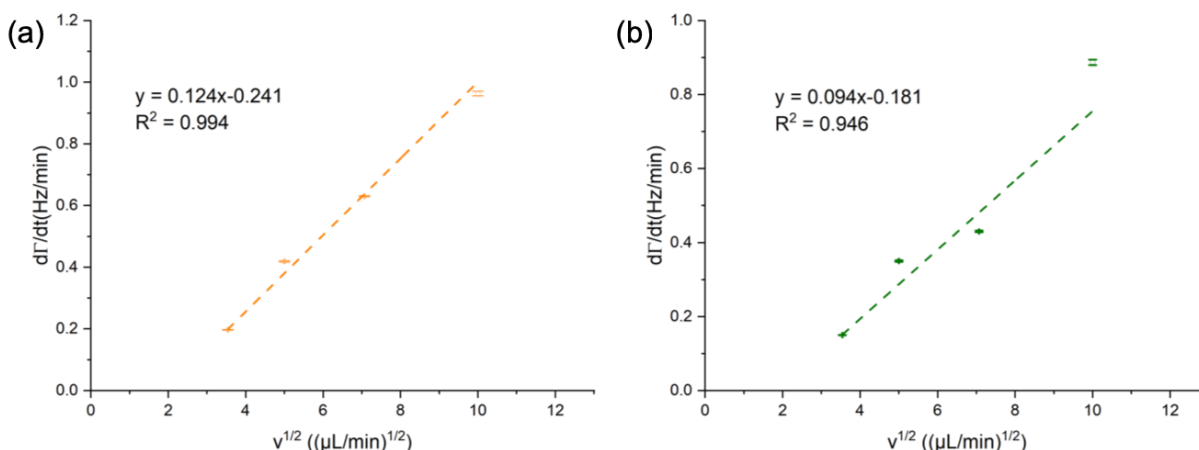 (a)
1.2
1.0
0.8
0.6
0.4
0.2
0.0
dΓ/dt(Hz/min)
y = 0.124x-0.241
R² = 0.994
0 2 4 6 8 10 12
v^1/2 ((μL/min)^1/2)
(b)
1.0
0.8
0.6
0.4
0.2
0.0
dΓ/dt(Hz/min)
y = 0.094x-0.181
R² = 0.946
0 2 4 6 8 10 12
v^1/2 ((μL/min)^1/2)